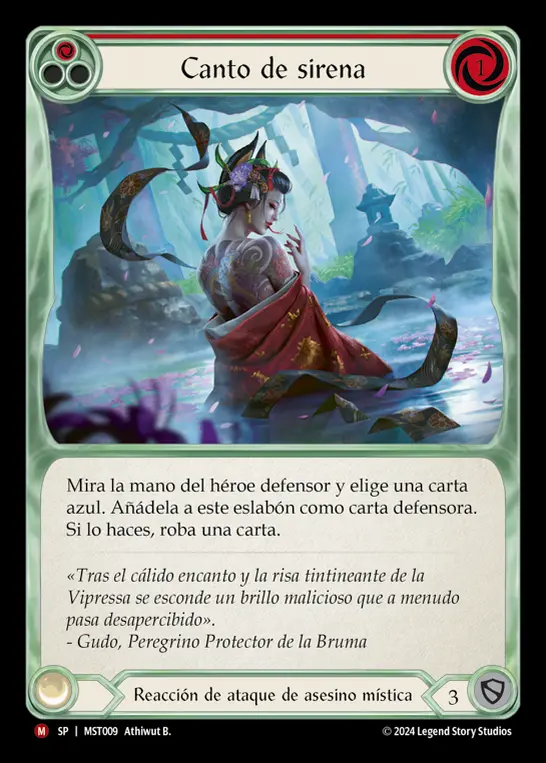 Canto de sirena
1
Mira la mano del héroe defensor y elige una carta
azul. Añádela a este eslabón como carta defensora.
Si lo haces, roba una carta.
«Tras el cálido encanto y la risa tintineante de la
Vipressa se esconde un brillo malicioso que a menudo
pasa desapercibido».
- Gudo, Peregrino Protector de la Bruma
Reacción de ataque de asesino mística
3
M SP | MST009 Athiwut B.
© 2024 Legend Story Studios